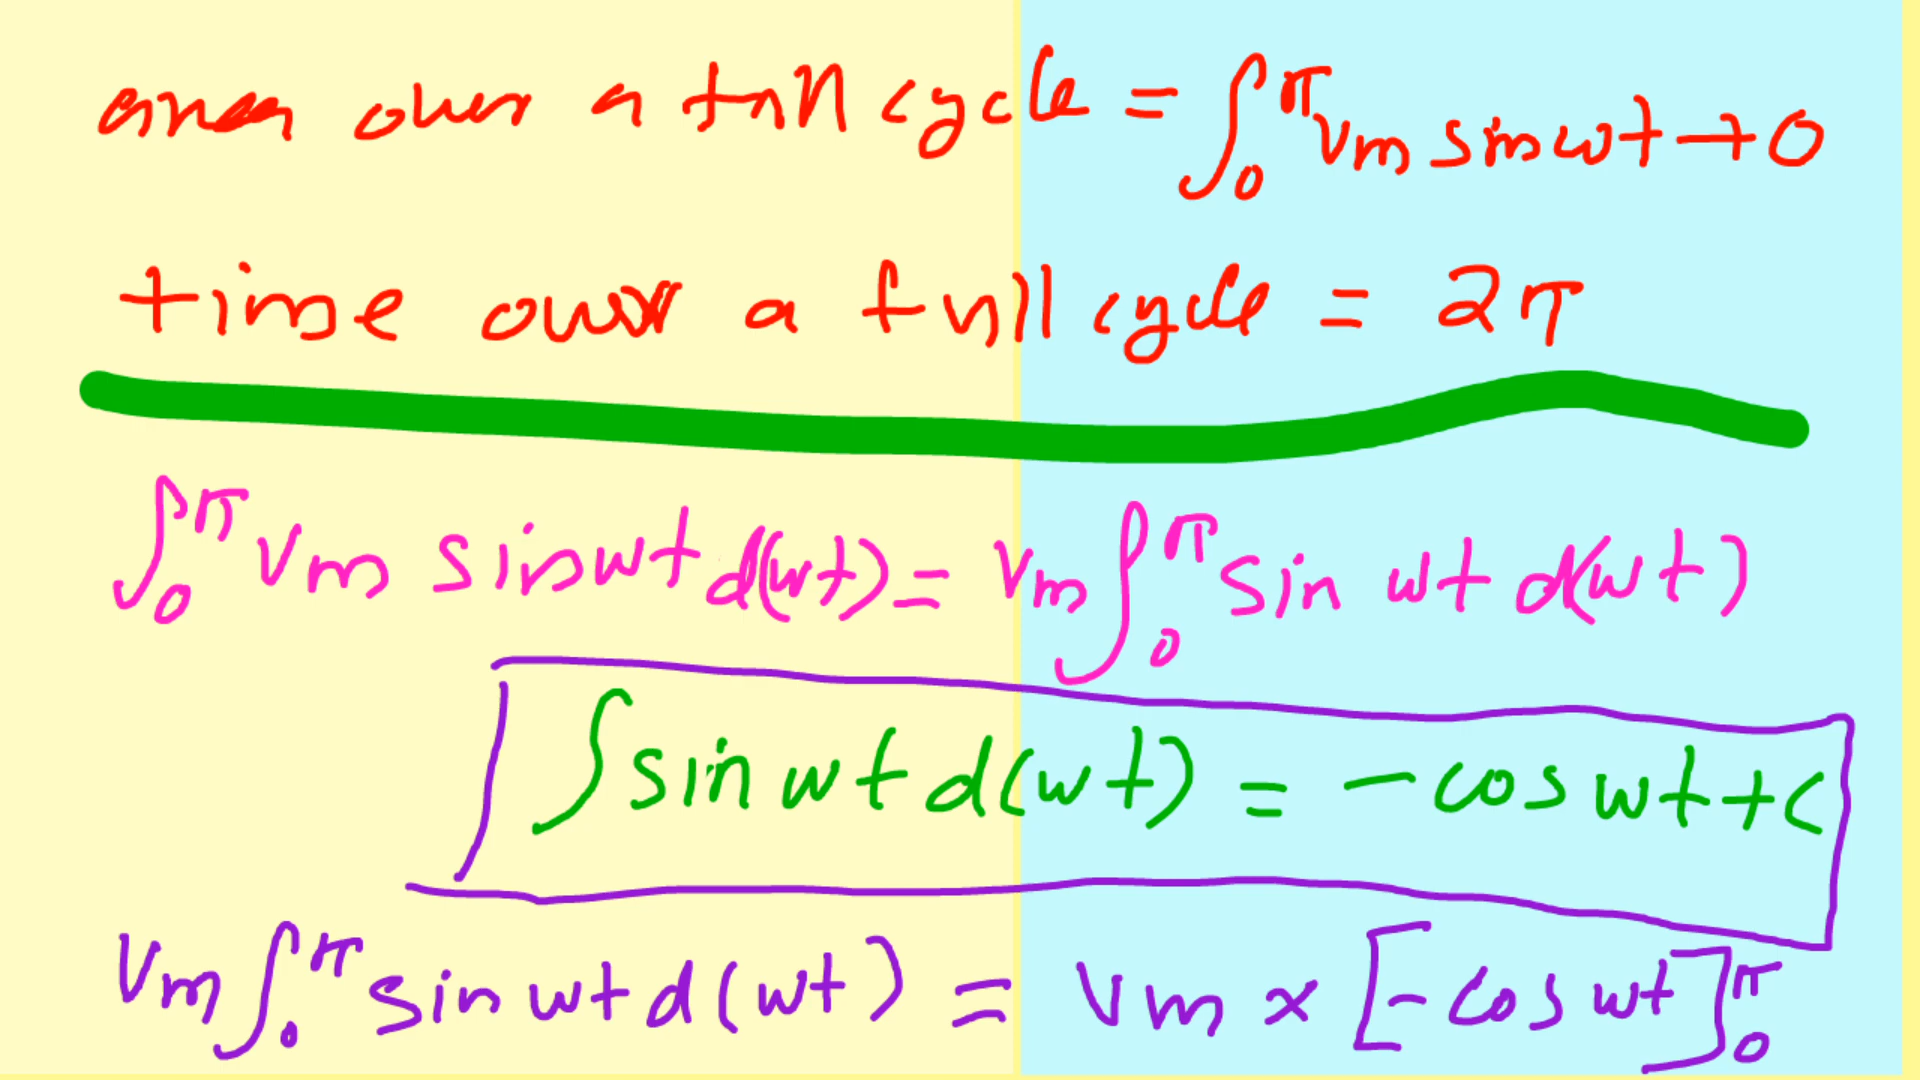 area over a full cycle = ∫₀^π Vm sinωt + 0
time over a full cycle = 2π
∫₀^π Vm sinωt d(ωt) = Vm ∫₀^π sin ωt d(ωt)
∫ sin ωt d(ωt) = - cos ωt + C
Vm ∫₀^π sin ωt d(ωt) = Vm x [- cos ωt]₀^π